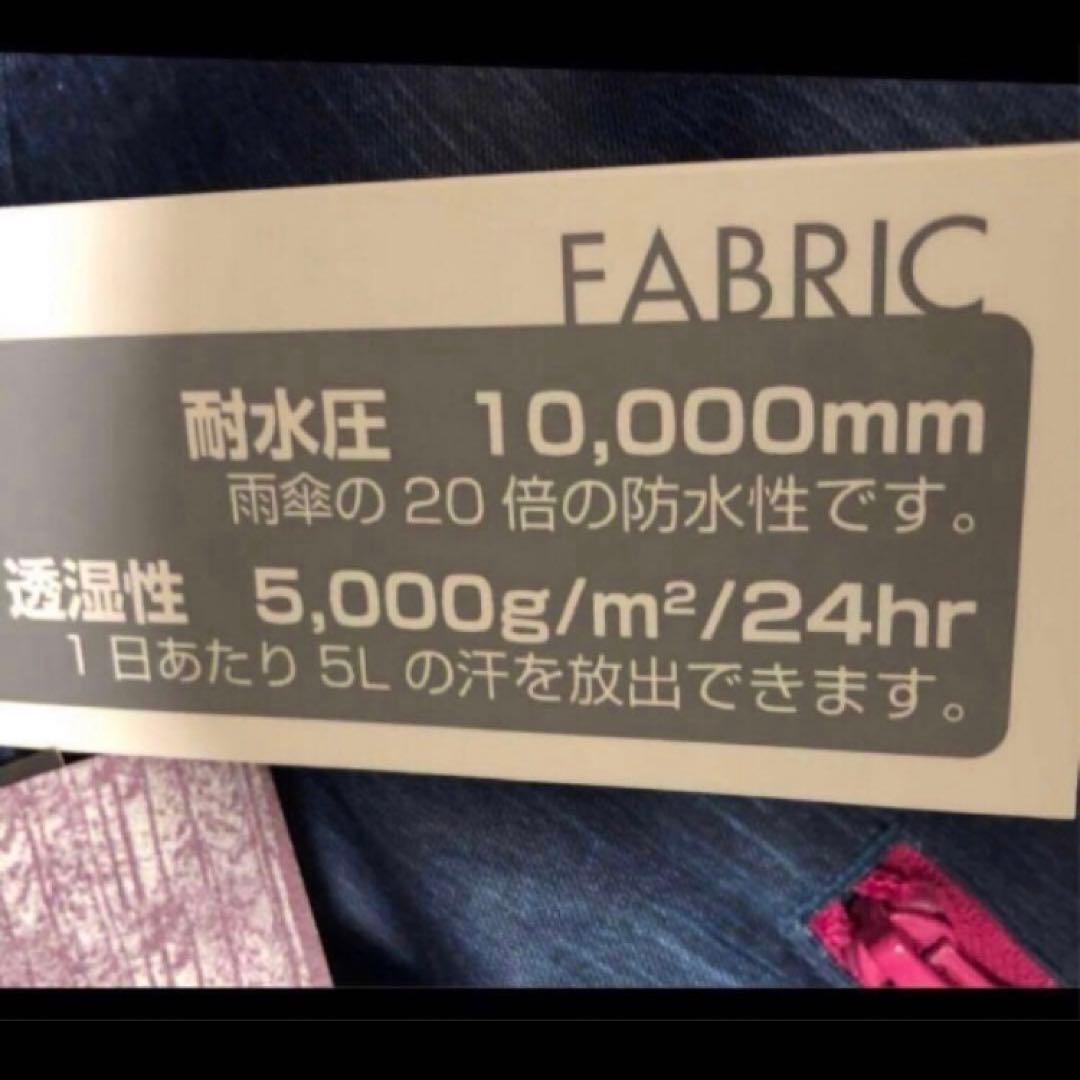 FABRIC
耐水圧 10,000mm
雨傘の 20 倍の防水性です。
透湿性 5,000g/m²/24hr
1 日あたり 5L の汗を放出できます。